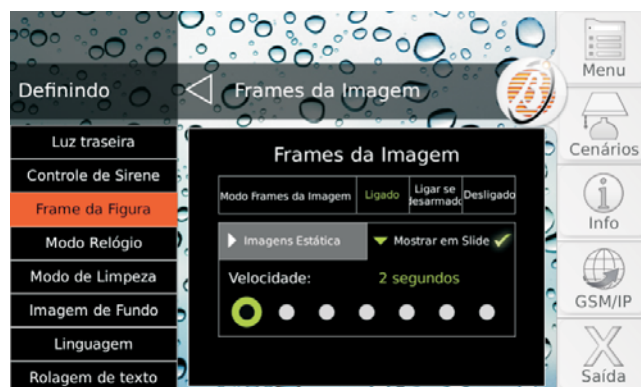 Definindo
Frames da Imagem
Luz traseira
Controle de Sirene
Frame da Figura
Modo Relógio
Modo de Limpeza
Imagem de Fundo
Linguagem
Rolagem de texto
Frames da Imagem
Modo Frames da Imagem
Ligado
Ligar se
desarmado
Desligado
Imagens Estática
Mostrar em Slide
Velocidade:
2 segundos
B
Menu
Cenários
Info
GSM/IP
Saída